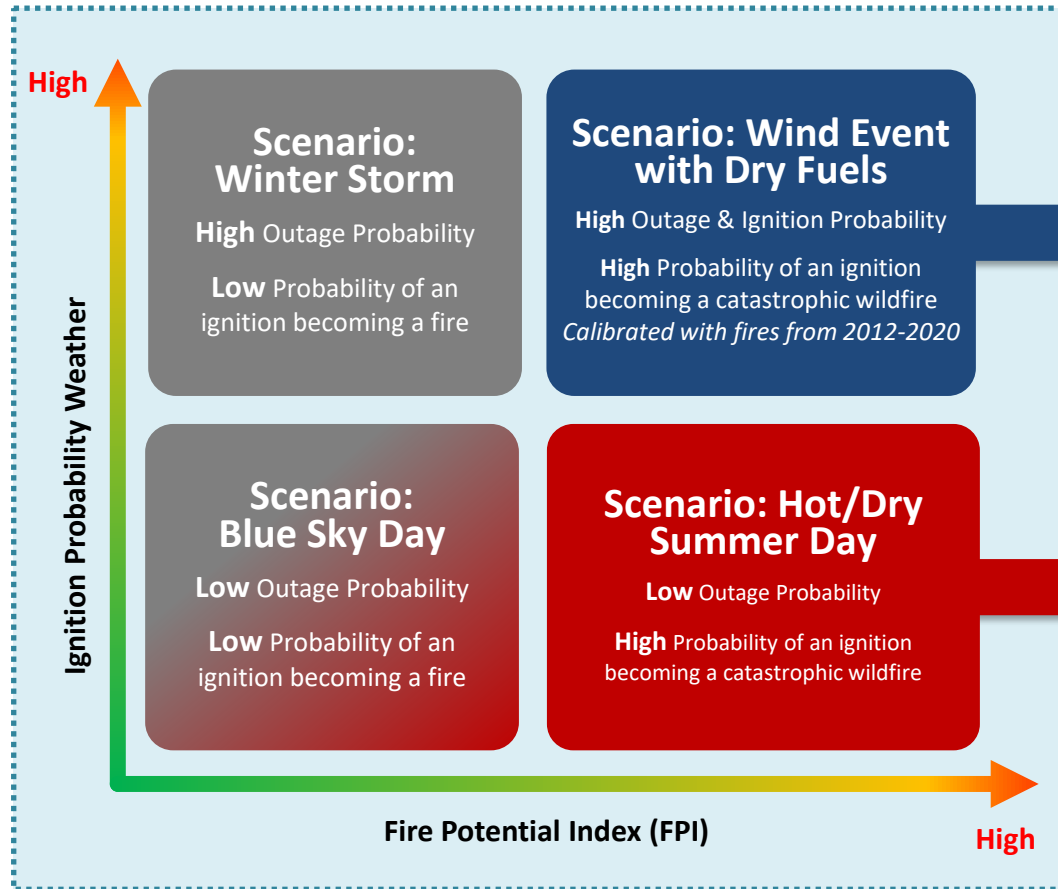 High
Scenario:
Winter Storm
High Outage Probability
Low Probability of an
ignition becoming a fire
Scenario: Wind Event
with Dry Fuels
High Outage & Ignition Probability
High Probability of an ignition
becoming a catastrophic wildfire
Calibrated with fires from 2012-2020
Ignition Probability Weather
Scenario:
Blue Sky Day
Low Outage Probability
Low Probability of an
ignition becoming a fire
Scenario: Hot/Dry
Summer Day
Low Outage Probability
High Probability of an ignition
becoming a catastrophic wildfire
Fire Potential Index (FPI)
High